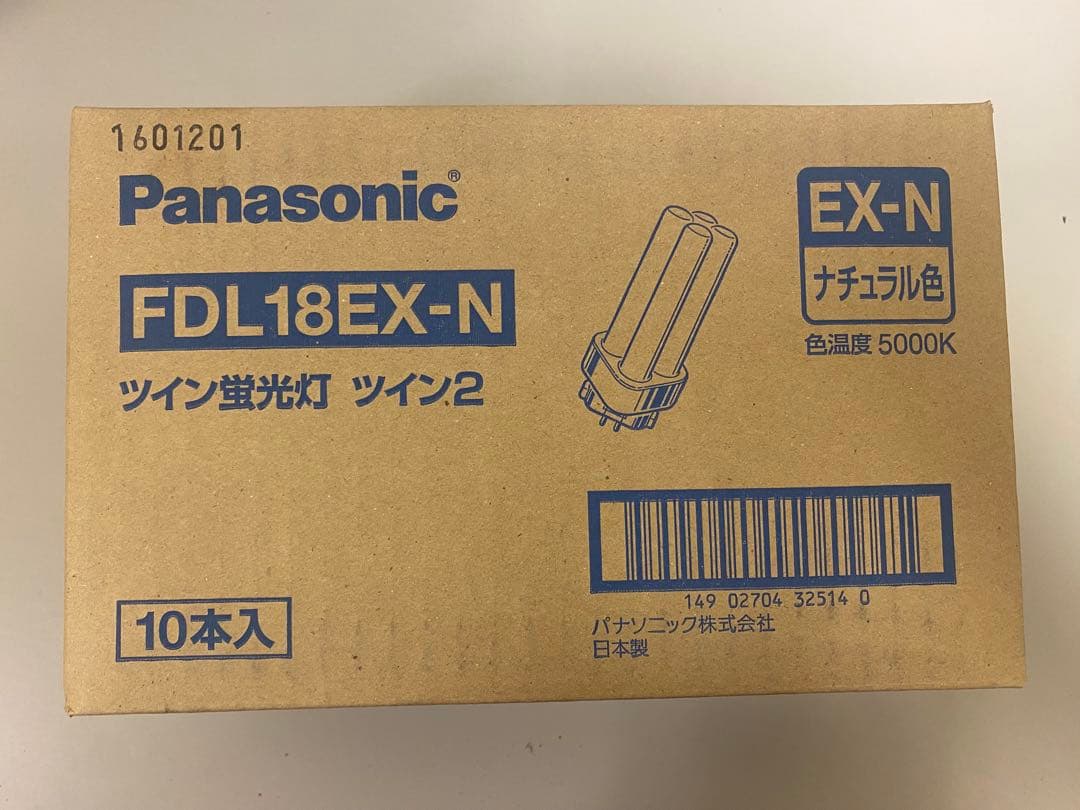 1601201
Panasonic®
EX-N
FDL18EX-N
ナチュラル色
色温度 5000K
ツイン蛍光灯 ツイン2
149 02704 32514 0
10本入
パナソニック株式会社
日本製